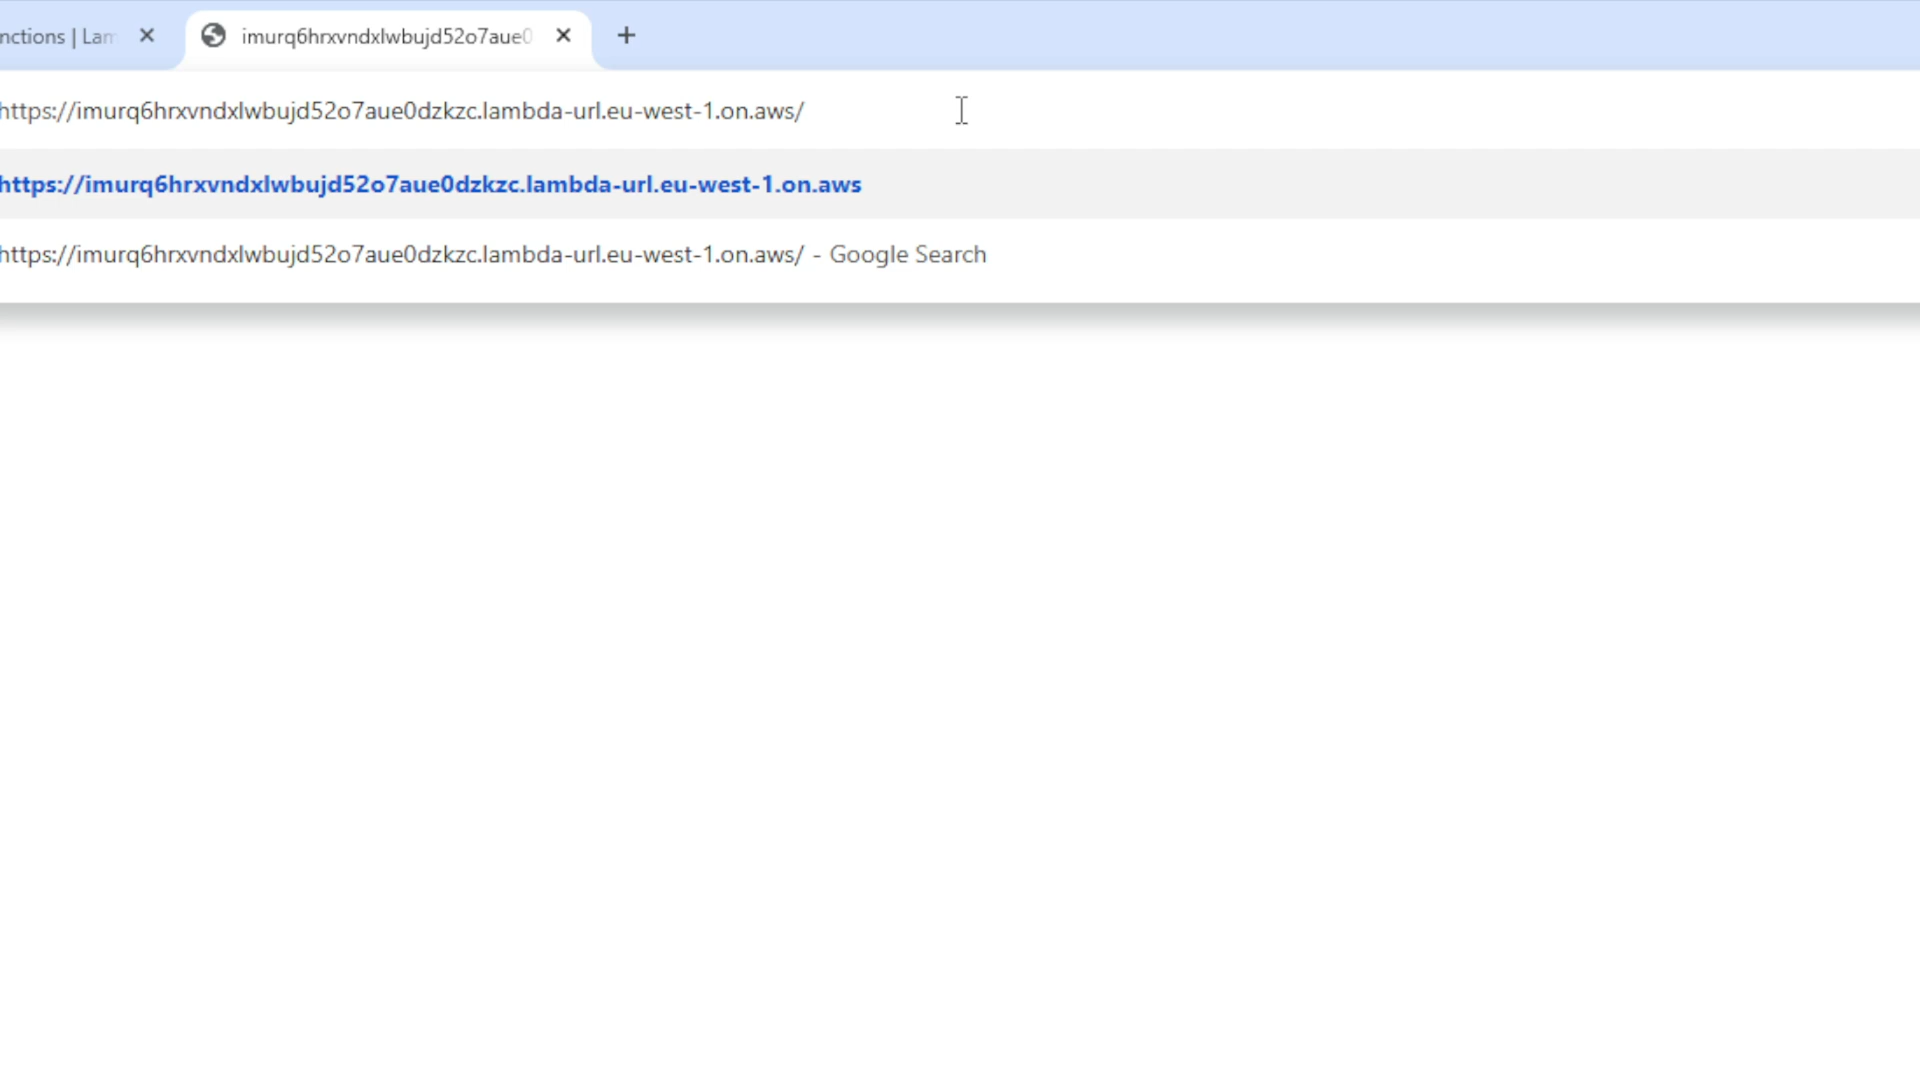 nctions | Lam
imurq6hrxvndxlwbujd52o7aue0
https://imurq6hrxvndxlwbujd52o7aue0dzkzc.lambda-url.eu-west-1.on.aws/
https://imurq6hrxvndxlwbujd52o7aue0dzkzc.lambda-url.eu-west-1.on.aws
https://imurq6hrxvndxlwbujd52o7aue0dzkzc.lambda-url.eu-west-1.on.aws/ - Google Search